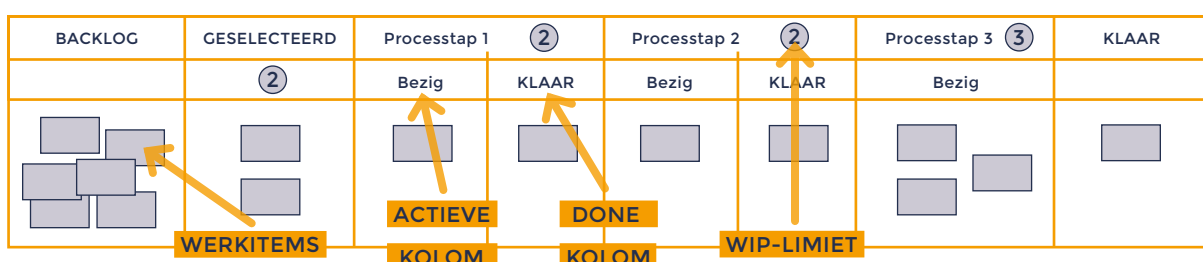 BACKLOG GESELECTEERD Processtap 1 2 Processtap 2 2 Processtap 3 3 KLAAR
2 Bezig KLAAR Bezig KLAAR Bezig
ACTIEVE DONE
WERKITEMS WIP-LIMIET
KOLOM KOLOM